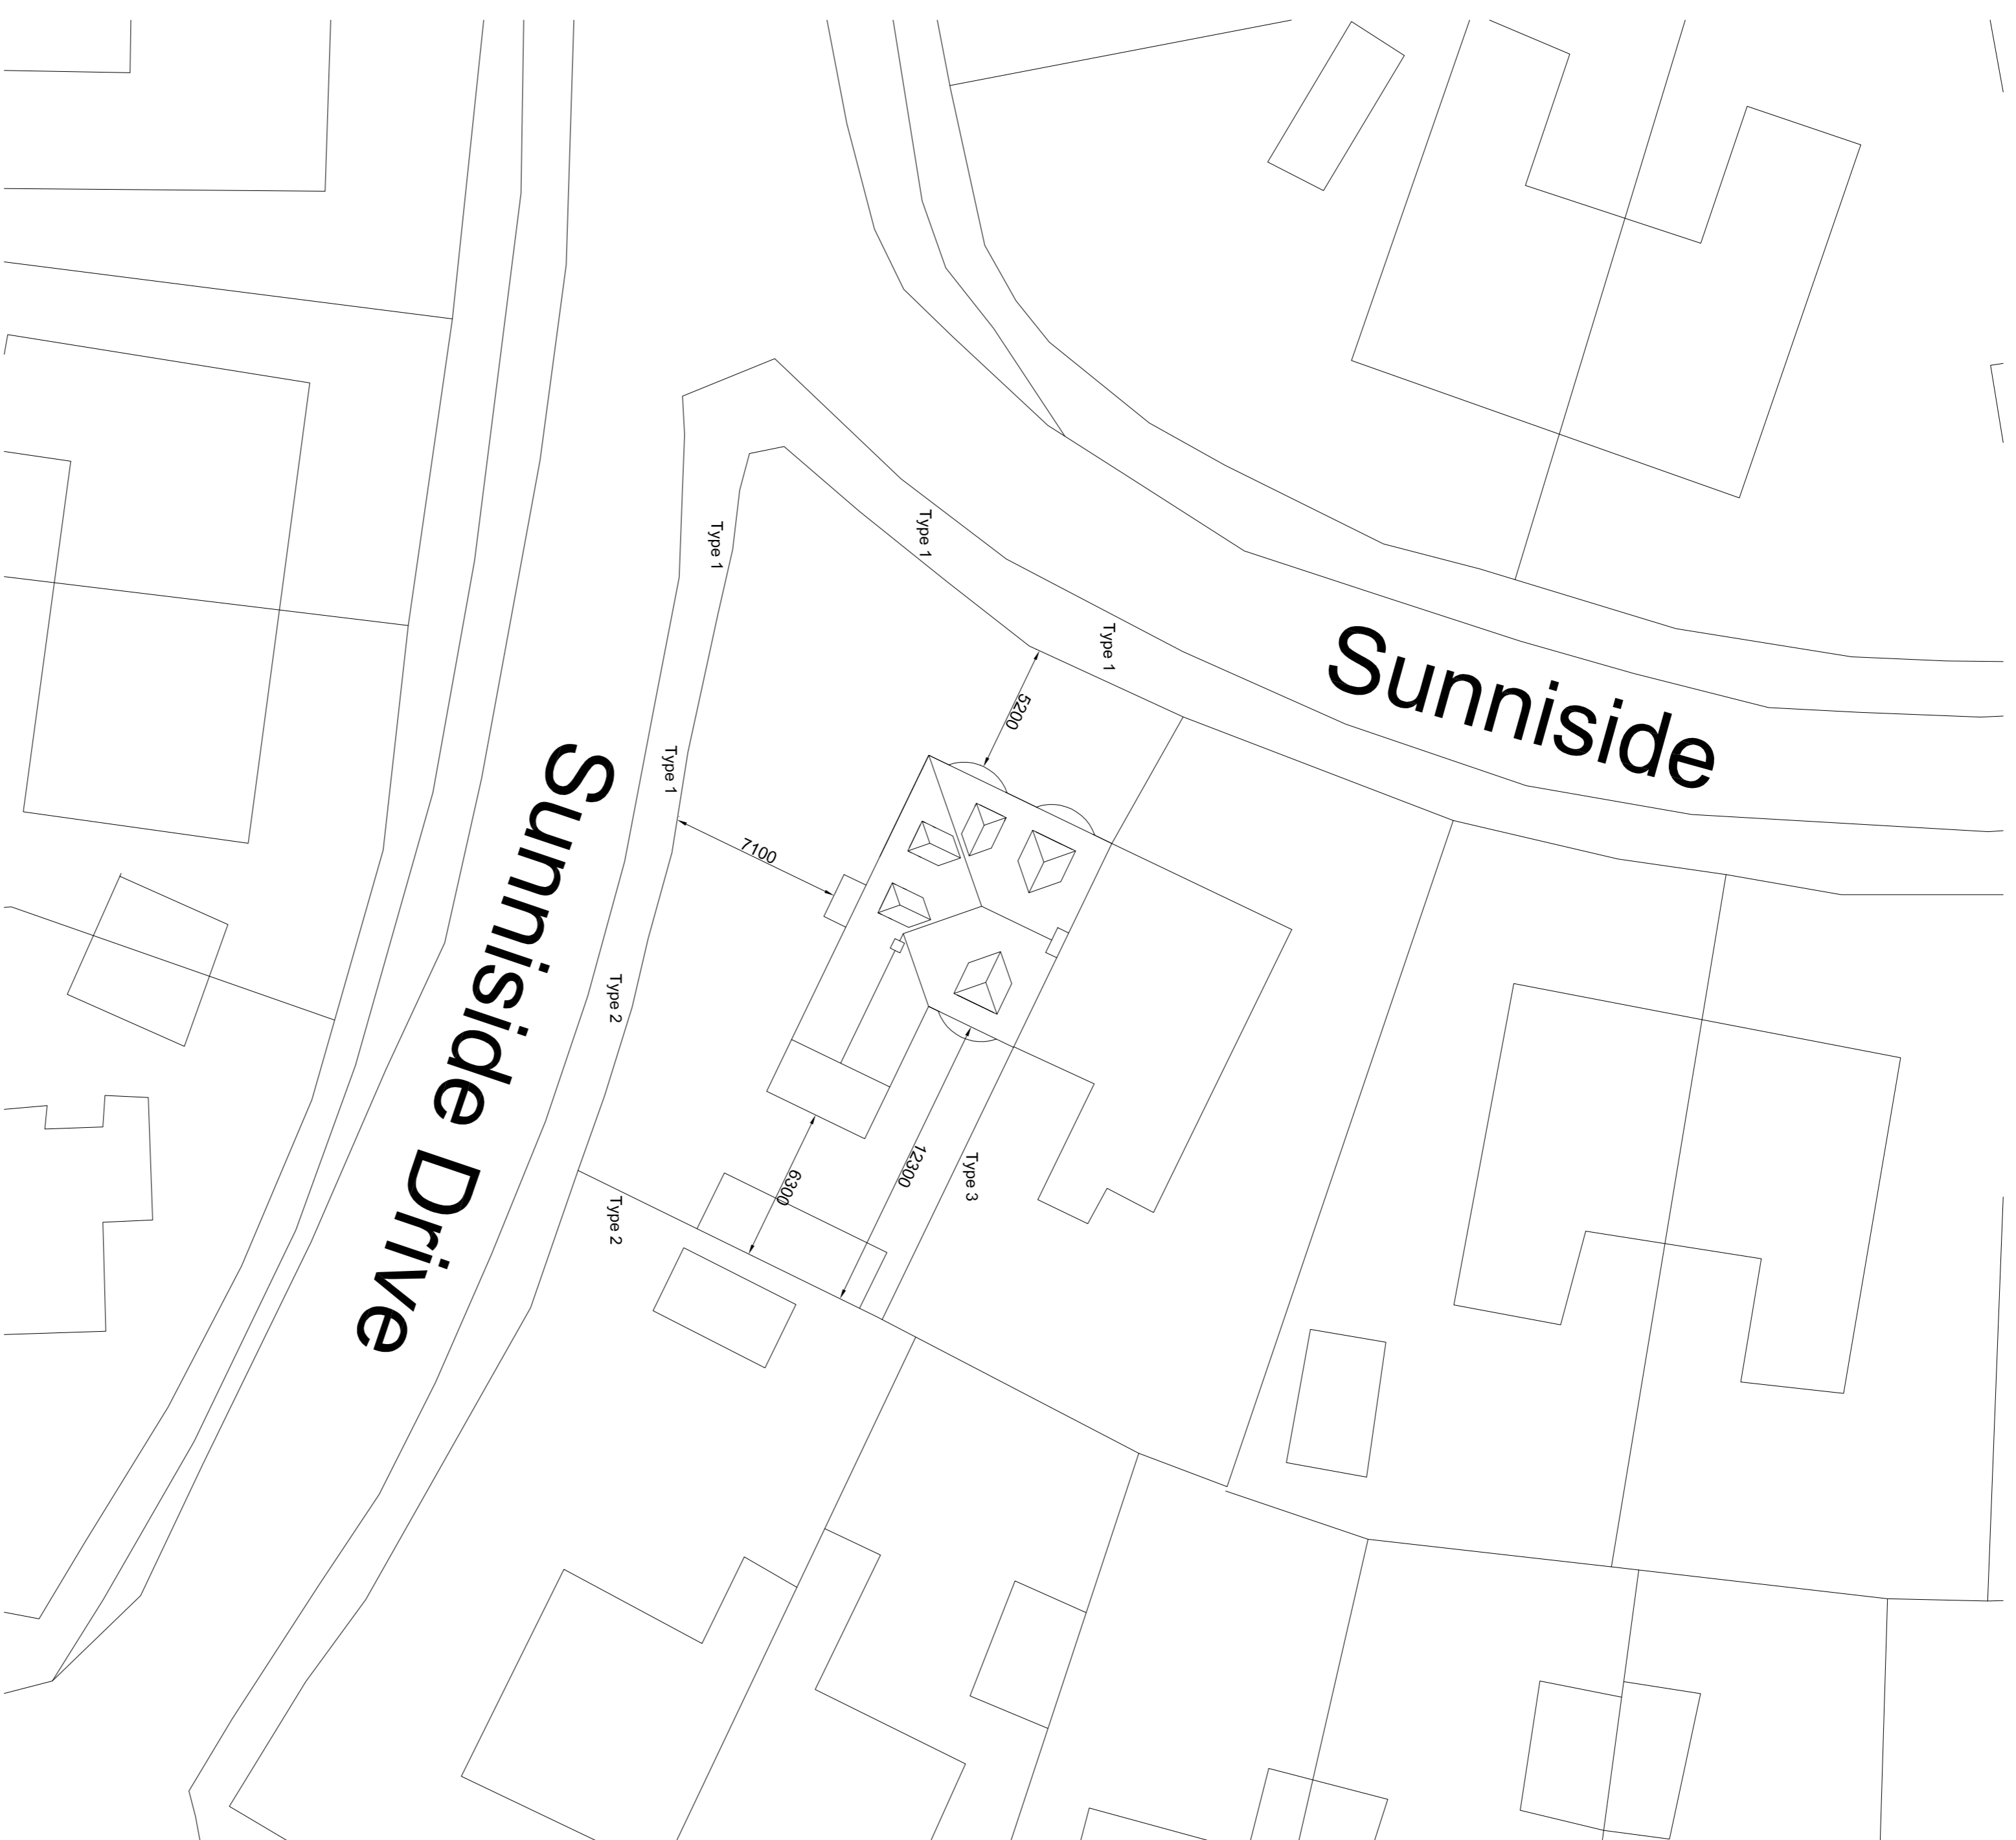 Type 1
Type 1
Type 1
Sunniside
5200
Type 1
7100
Sunniside Drive
Type 2
12300
Type 3
6300
Type 2